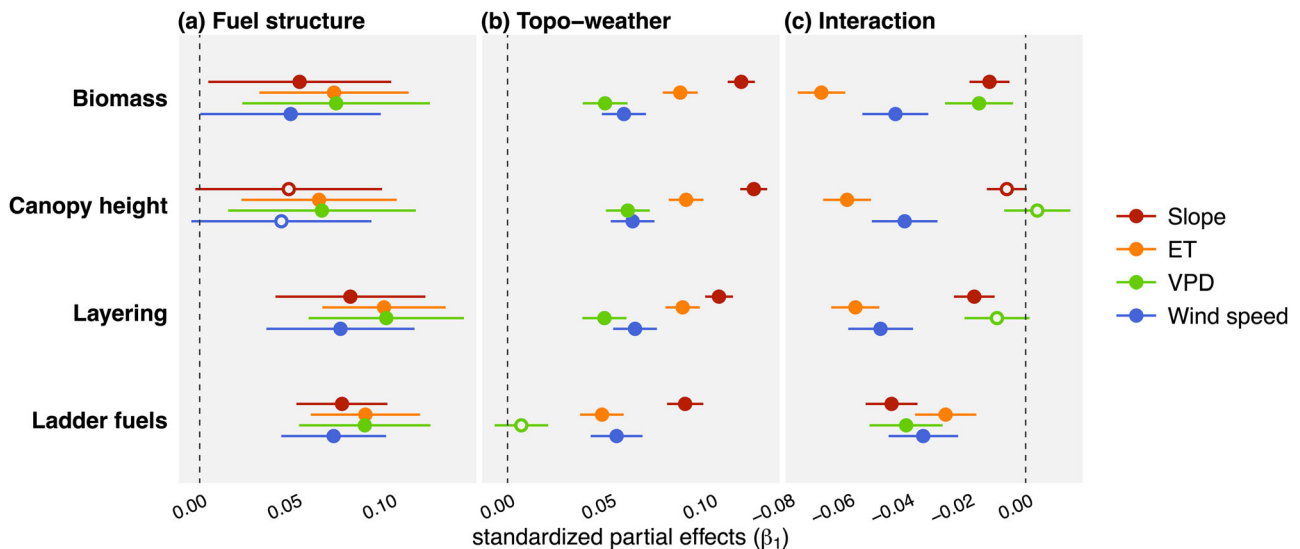 (a) Fuel structure
(b) Topo−weather
(c) Interaction
Biomass
Canopy height
Layering
Ladder fuels
Slope
ET
VPD
Wind speed
0.00 0.05 0.10
0.00 0.05 0.10
−0.08 −0.06 −0.04 −0.02 0.00
standardized partial effects (β₁)